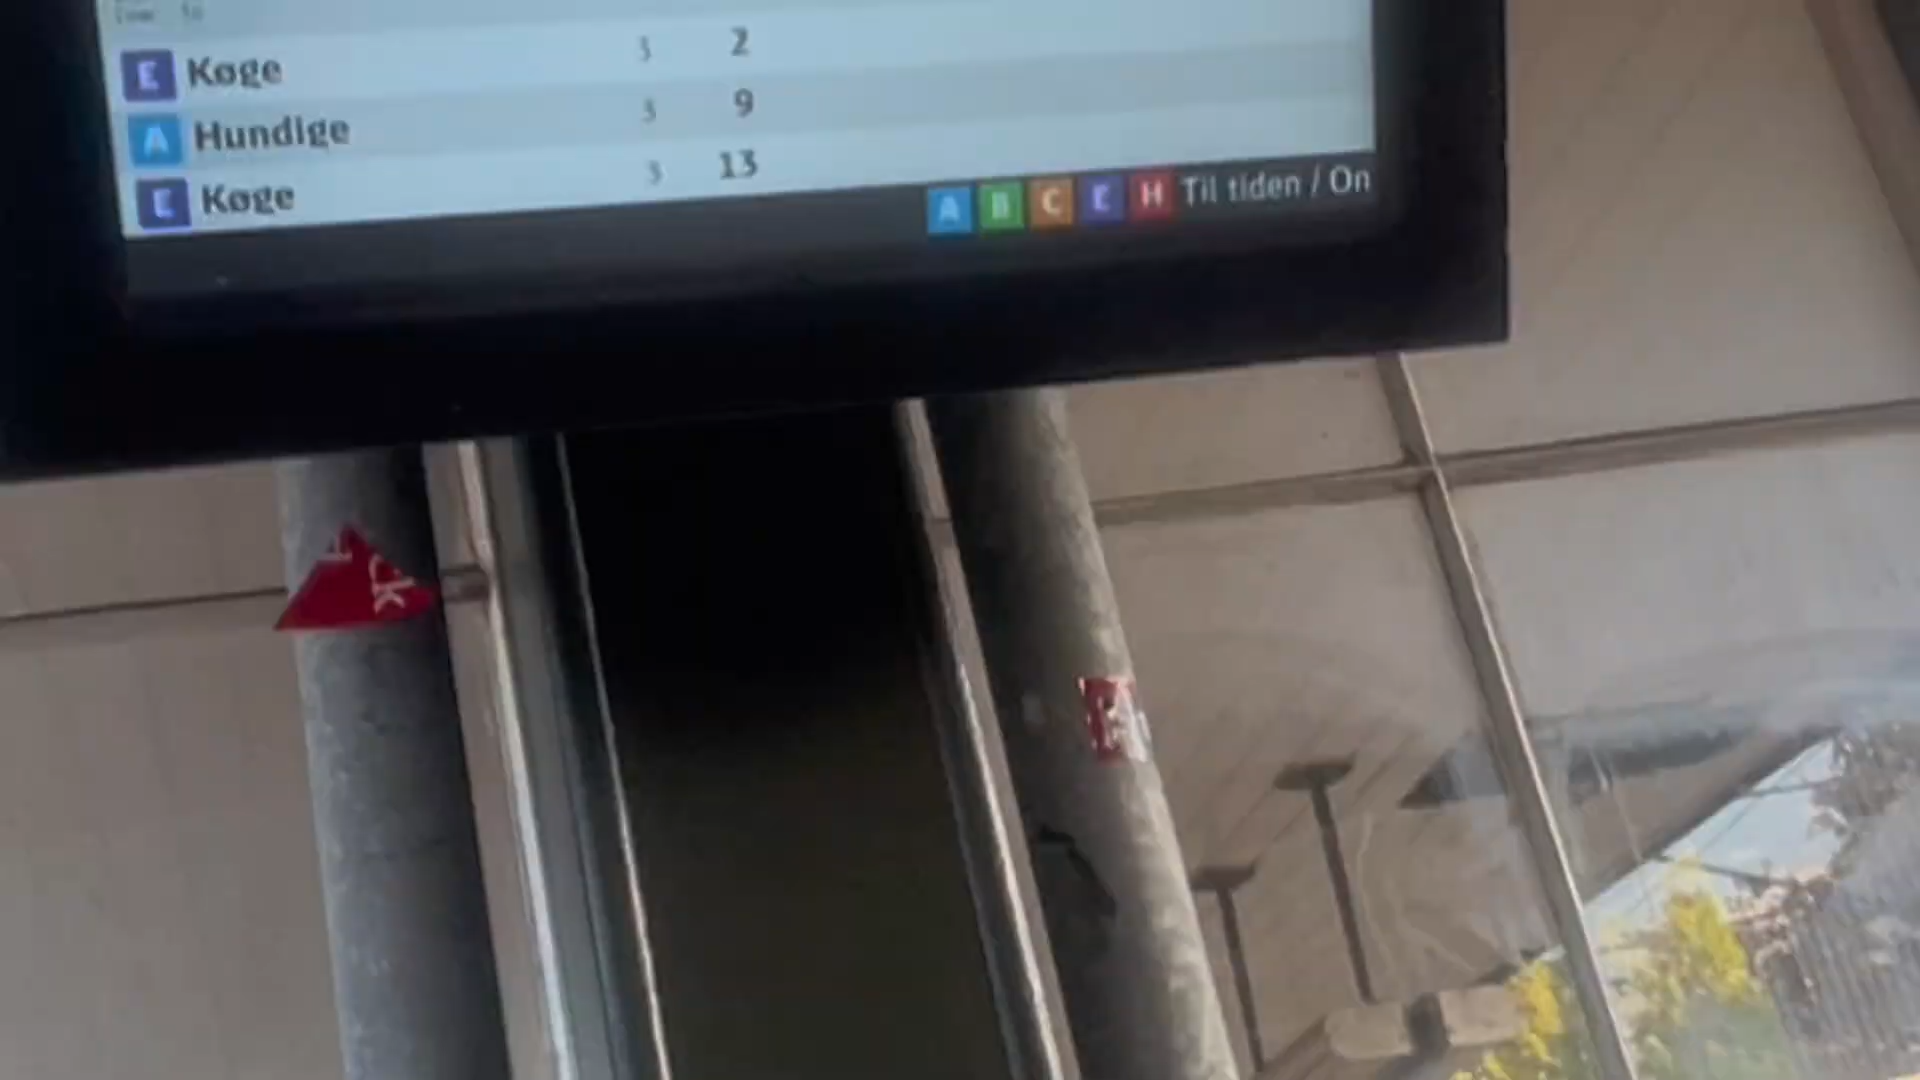 E Køge 3 2
A Hundige 3 9
E Køge 3 13
A B C E H Til tiden / On